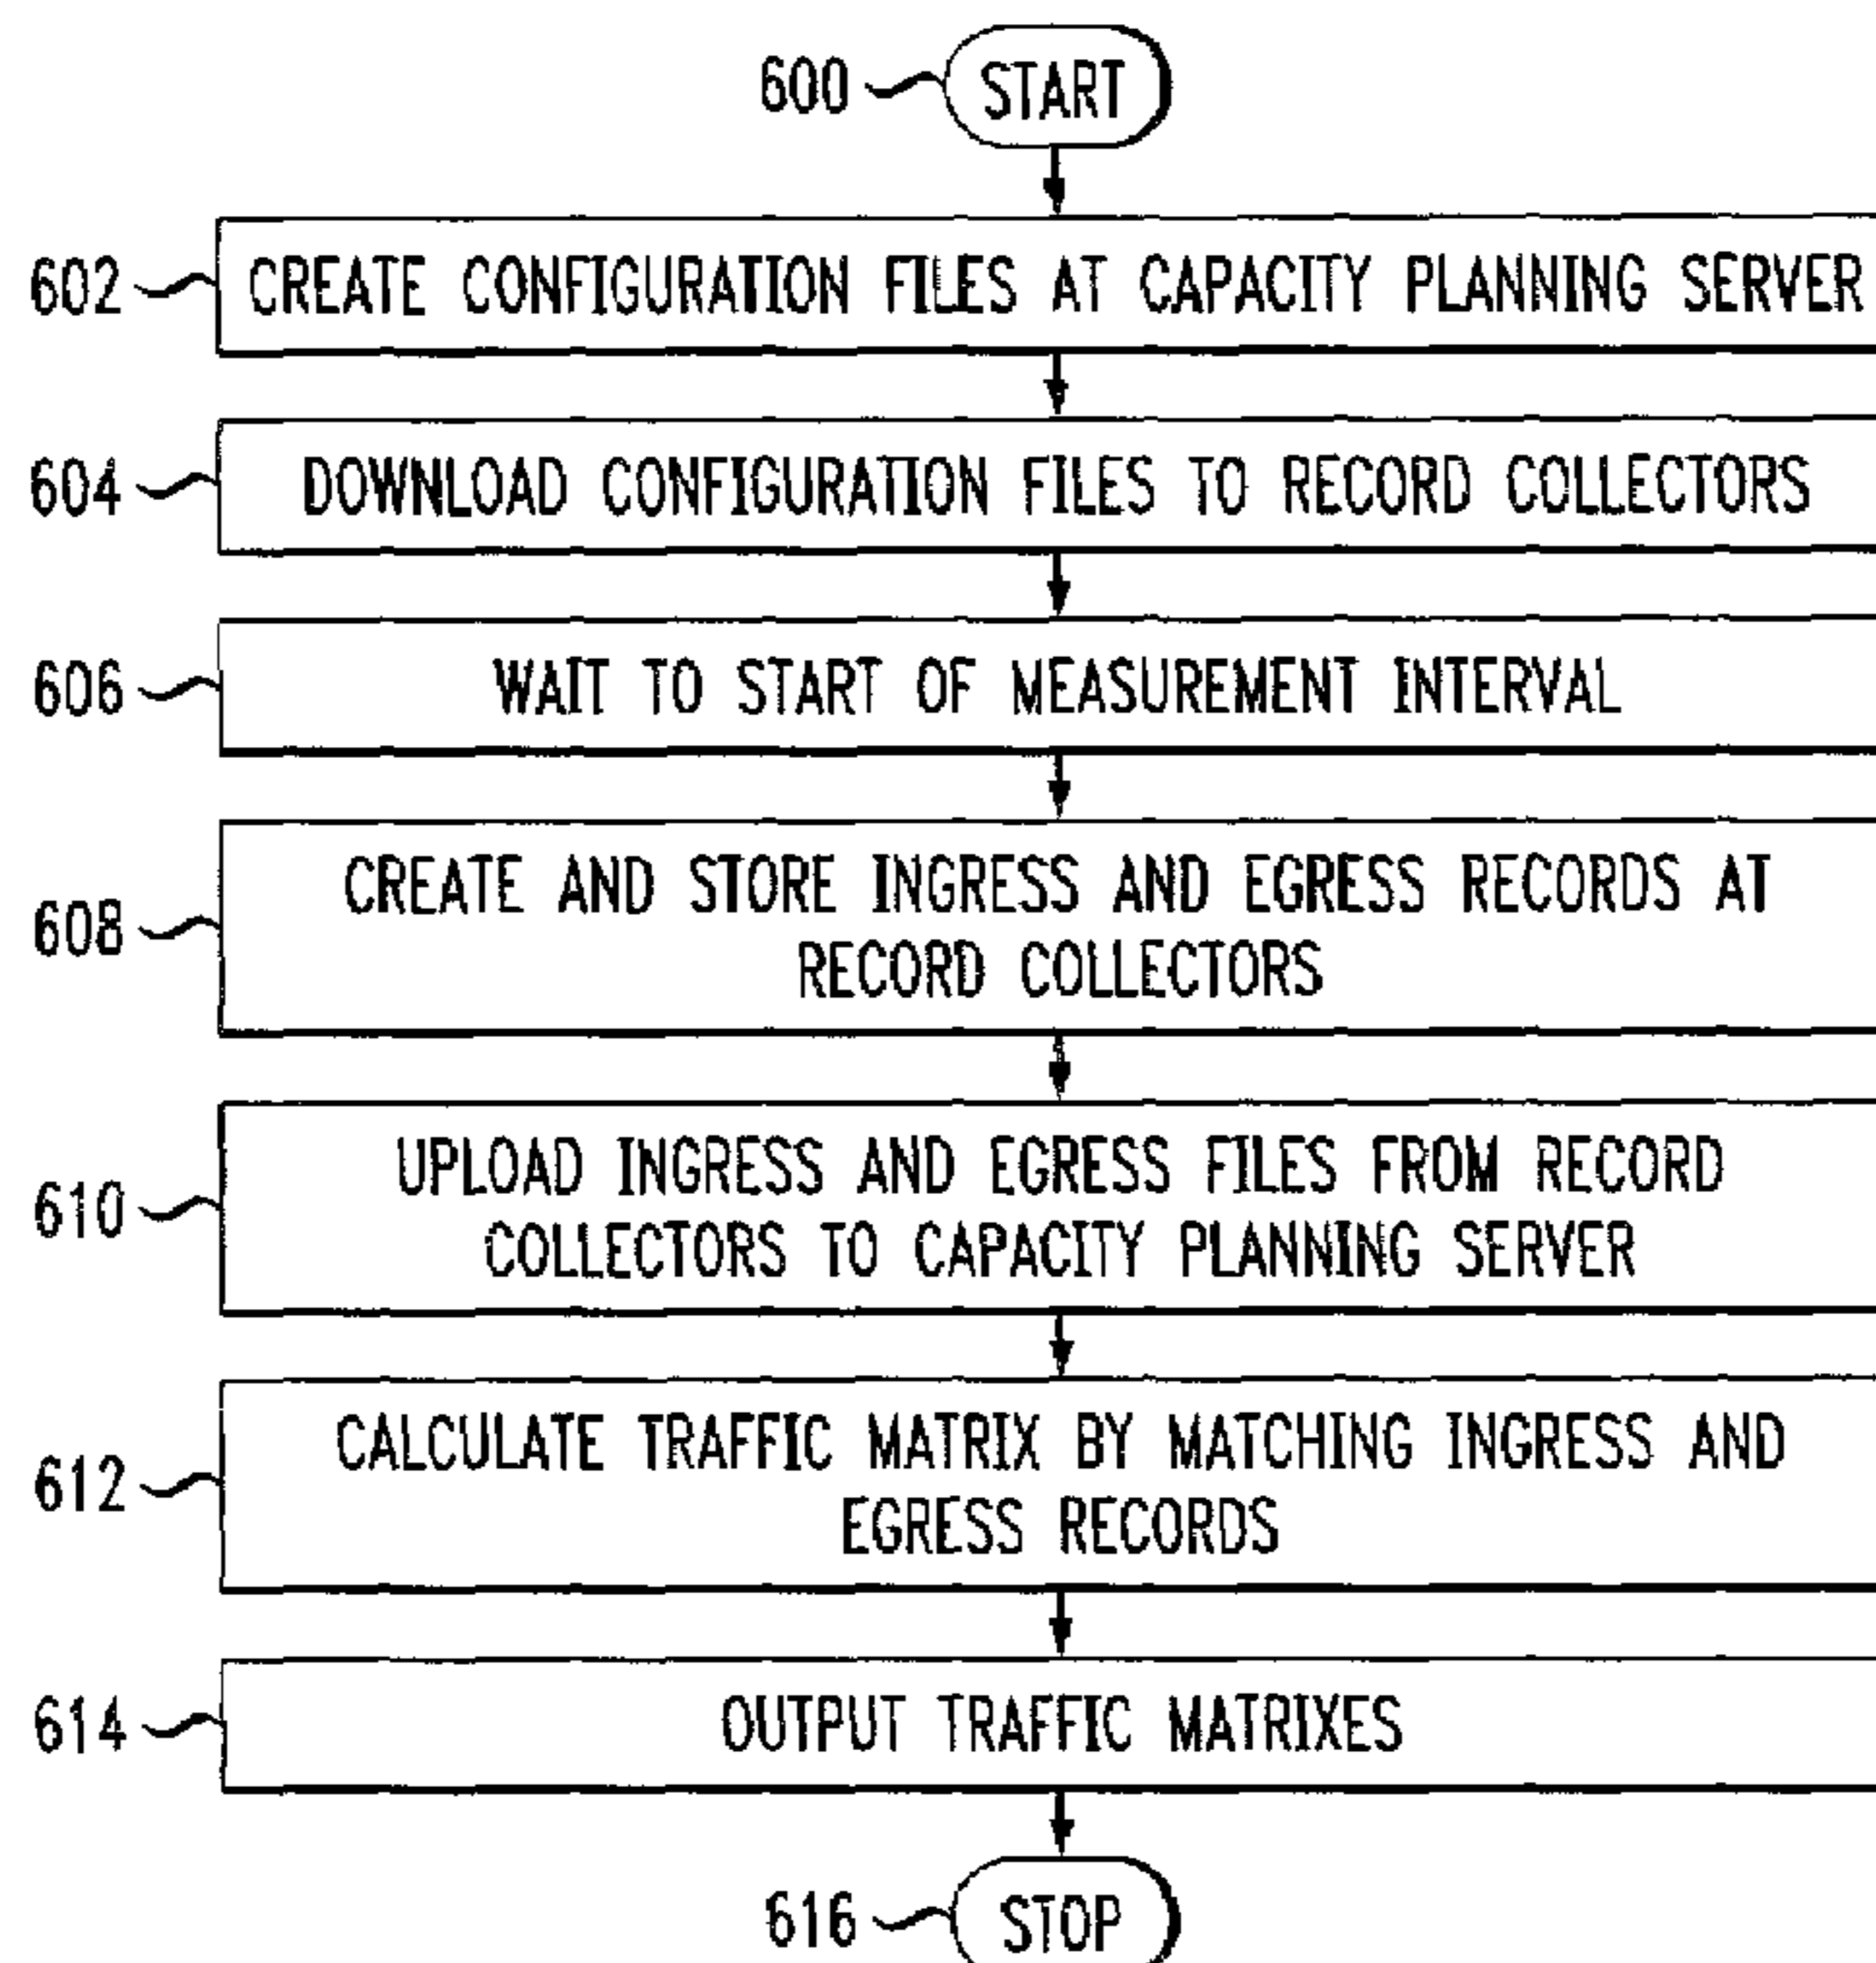 600 START
602 CREATE CONFIGURATION FILES AT CAPACITY PLANNING SERVER
604 DOWNLOAD CONFIGURATION FILES TO RECORD COLLECTORS
606 WAIT TO START OF MEASUREMENT INTERVAL
CREATE AND STORE INGRESS AND EGRESS RECORDS AT
608 RECORD COLLECTORS
UPLOAD INGRESS AND EGRESS FILES FROM RECORD
610 COLLECTORS TO CAPACITY PLANNING SERVER
CALCULATE TRAFFIC MATRIX BY MATCHING INGRESS AND
612 EGRESS RECORDS
614 OUTPUT TRAFFIC MATRIXES
616 STOP